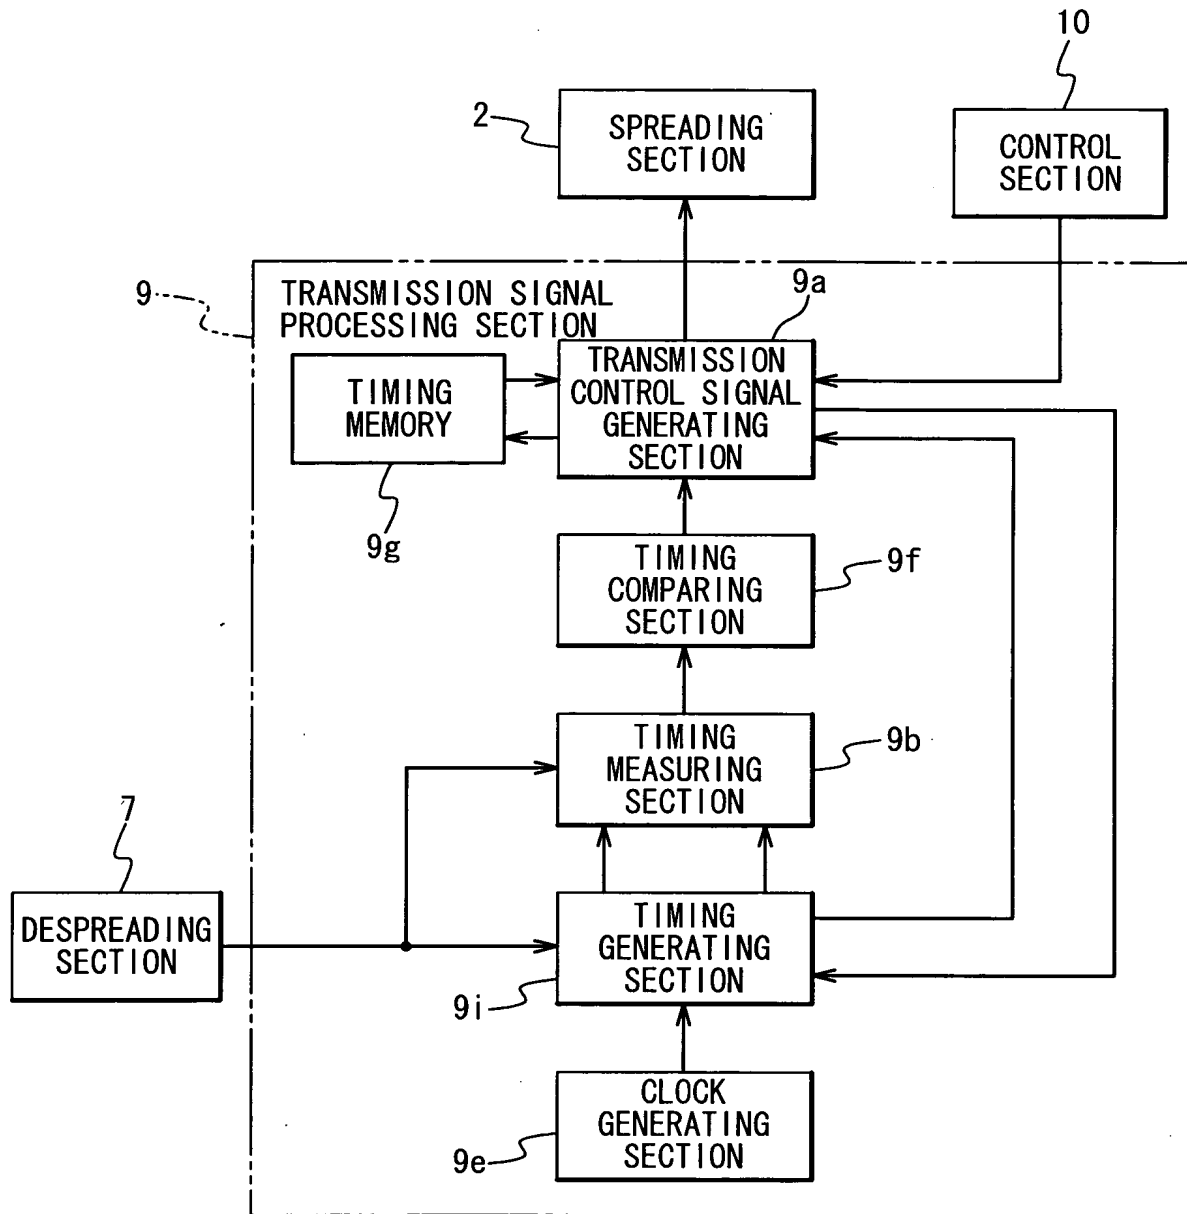 10
2
SPREADING
SECTION
CONTROL
SECTION
9
TRANSMISSION SIGNAL
PROCESSING SECTION
9a
TIMING
MEMORY
TRANSMISSION
CONTROL SIGNAL
GENERATING
SECTION
9g
TIMING
COMPARING
SECTION
9f
TIMING
MEASURING
SECTION
9b
7
DESPREADING
SECTION
TIMING
GENERATING
SECTION
9i
CLOCK
GENERATING
SECTION
9e